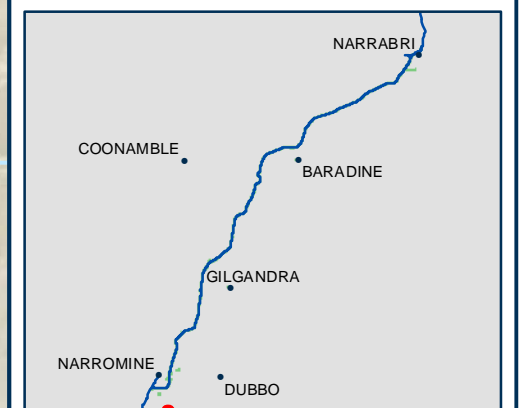 NARRABRI
COONAMBLE
BARADINE
GILGANDRA
NARROMINE
DUBBO